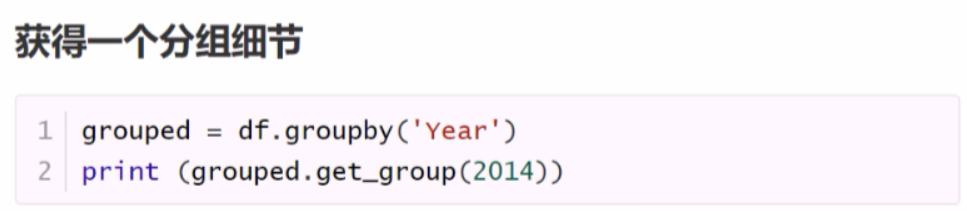 获得一个分组细节
1 grouped = df.groupby('Year')
2 print (grouped.get_group(2014))